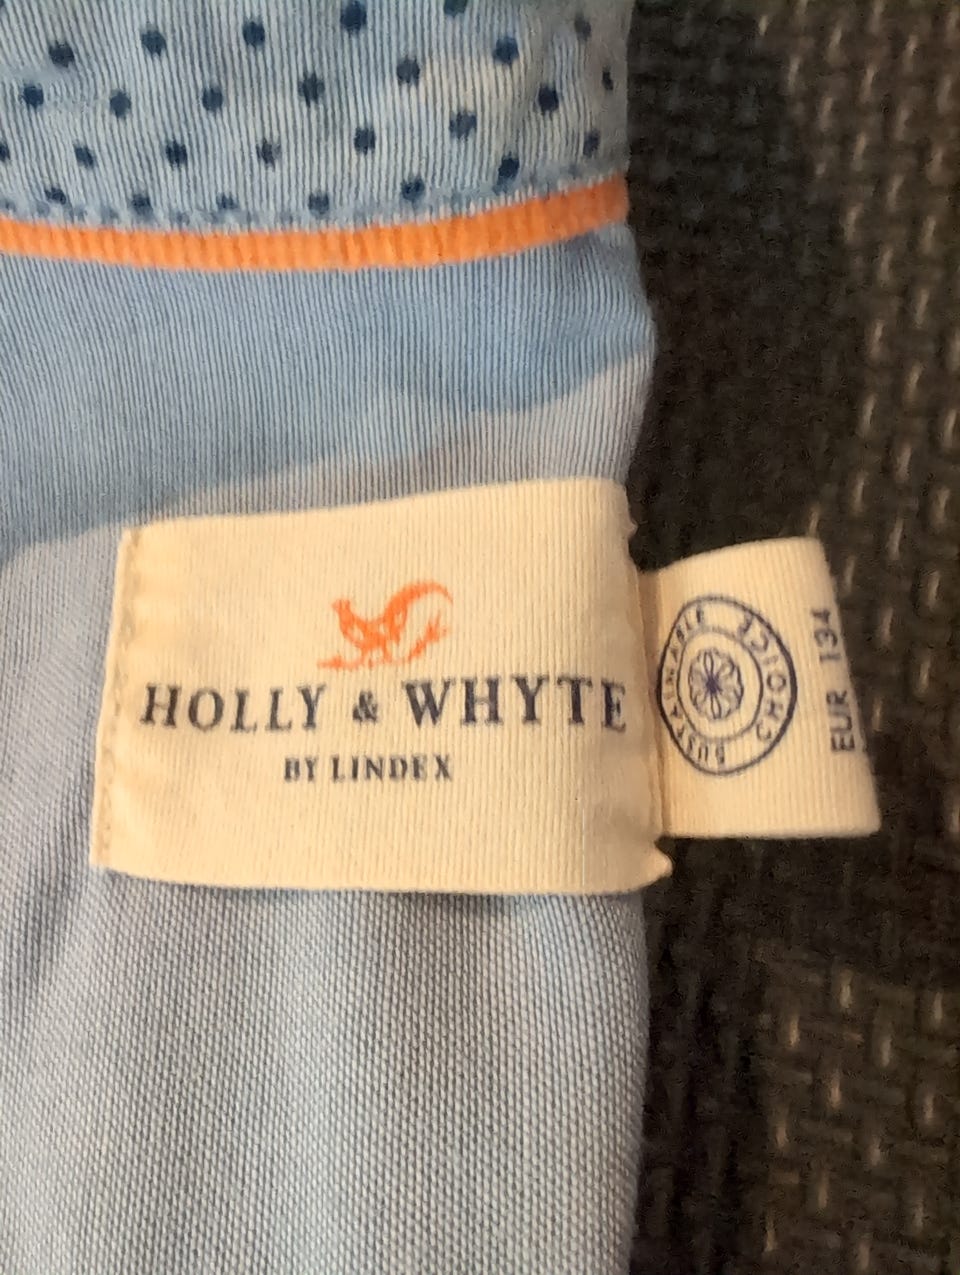 HOLLY & WHYTE
BY LINDEX
SUSTAINABLE CHOICE
EUR 134